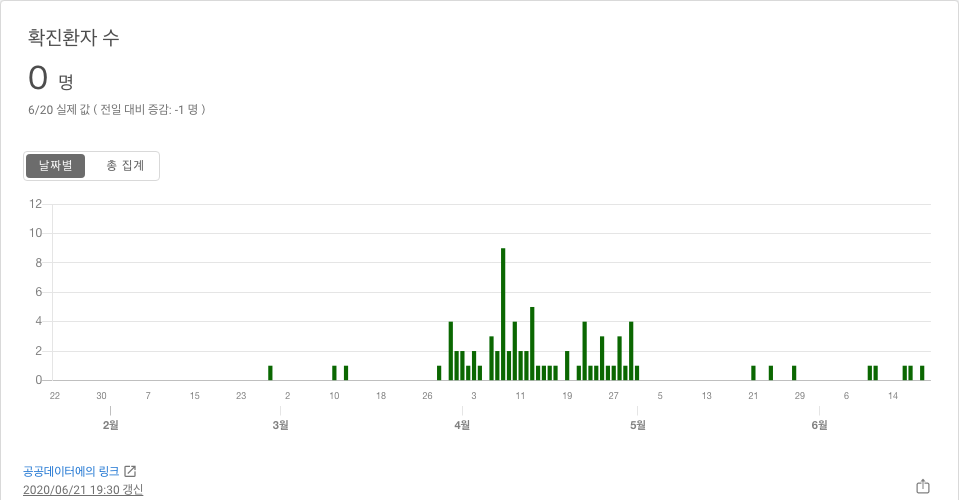 확진환자 수
0 명
6/20 실제 값 ( 전일 대비 증감: -1 명 )
날짜별 총 집계
12
10
8
6
4
2
0
22 30 7 15 23 2 10 18 26 3 11 19 27 5 13 21 29 6 14
2월 3월 4월 5월 6월
공공데이터에의 링크
2020/06/21 19:30 갱신